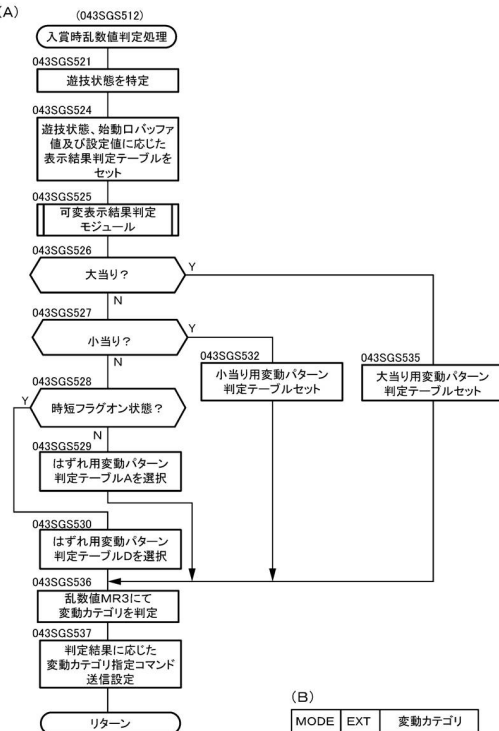 (A)
(043SGS512)
入賞時乱数値判定処理
043SGS521
遊技状態を特定
043SGS524
遊技状態、始動口バッファ
値及び設定値に応じた
表示結果判定テーブルを
セット
043SGS525
可変表示結果判定
モジュール
043SGS526
大当り？
Y
N
043SGS527
小当り？
Y
N
043SGS532
小当り用変動パターン
判定テーブルセット
043SGS535
大当り用変動パターン
判定テーブルセット
043SGS528
Y
時短フラグオン状態？
N
043SGS529
はずれ用変動パターン
判定テーブルAを選択
043SGS530
はずれ用変動パターン
判定テーブルDを選択
043SGS536
乱数値MR3にて
変動カテゴリを判定
043SGS537
判定結果に応じた
変動カテゴリ指定コマンド
送信設定
リターン
(B)
MODE EXT 変動カテゴリ